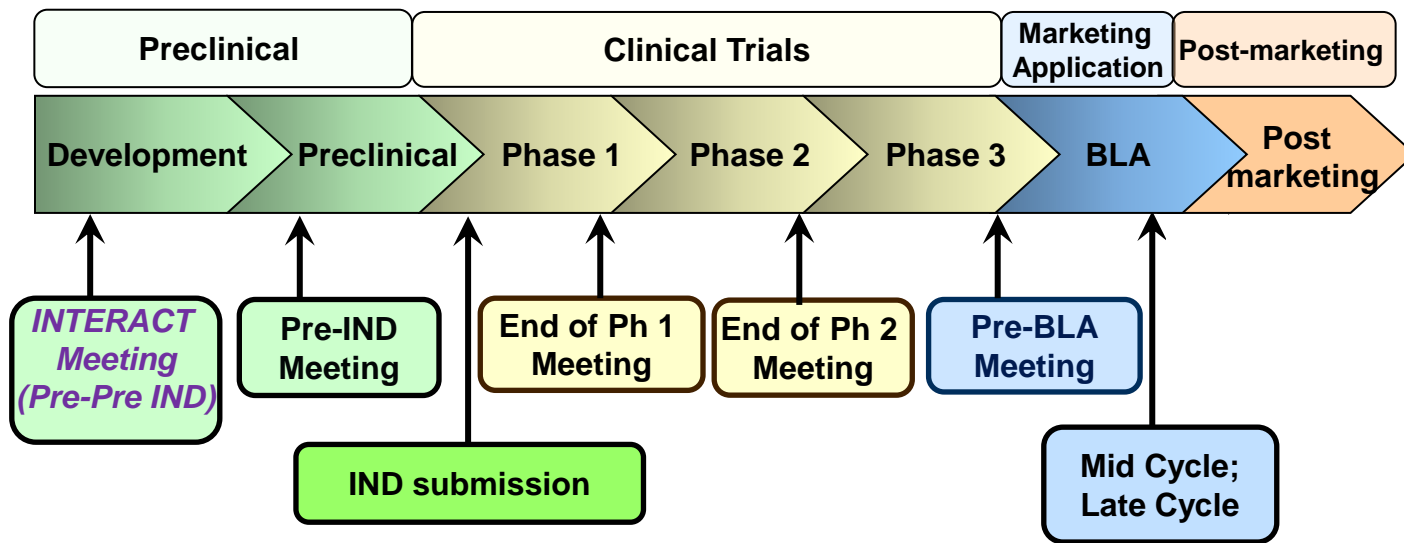 Preclinical
Clinical Trials
Marketing
Application
Post-marketing
Development
Preclinical
Phase 1
Phase 2
Phase 3
BLA
Post
marketing
INTERACT
Meeting
(Pre-Pre IND)
Pre-IND
Meeting
End of Ph 1
Meeting
End of Ph 2
Meeting
Pre-BLA
Meeting
IND submission
Mid Cycle;
Late Cycle